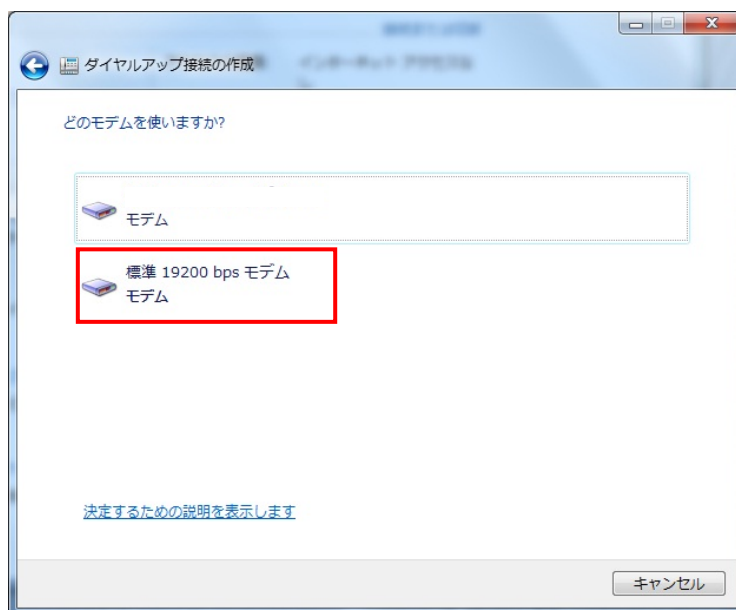 ダイヤルアップ接続の作成
どのモデムを使いますか?
モデム
標準 19200 bps モデム
モデム
決定するための説明を表示します
キャンセル